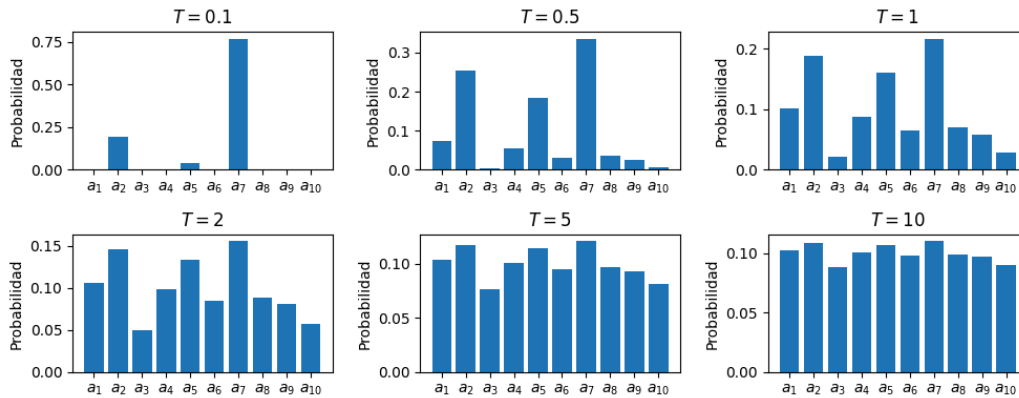 T = 0.1
Probabilidad
0.75
0.50
0.25
0.00
a₁ a₂ a₃ a₄ a₅ a₆ a₇ a₈ a₉ a₁₀
T = 0.5
Probabilidad
0.3
0.2
0.1
0.0
a₁ a₂ a₃ a₄ a₅ a₆ a₇ a₈ a₉ a₁₀
T = 1
Probabilidad
0.2
0.1
0.0
a₁ a₂ a₃ a₄ a₅ a₆ a₇ a₈ a₉ a₁₀
T = 2
Probabilidad
0.15
0.10
0.05
0.00
a₁ a₂ a₃ a₄ a₅ a₆ a₇ a₈ a₉ a₁₀
T = 5
Probabilidad
0.10
0.05
0.00
a₁ a₂ a₃ a₄ a₅ a₆ a₇ a₈ a₉ a₁₀
T = 10
Probabilidad
0.10
0.05
0.00
a₁ a₂ a₃ a₄ a₅ a₆ a₇ a₈ a₉ a₁₀